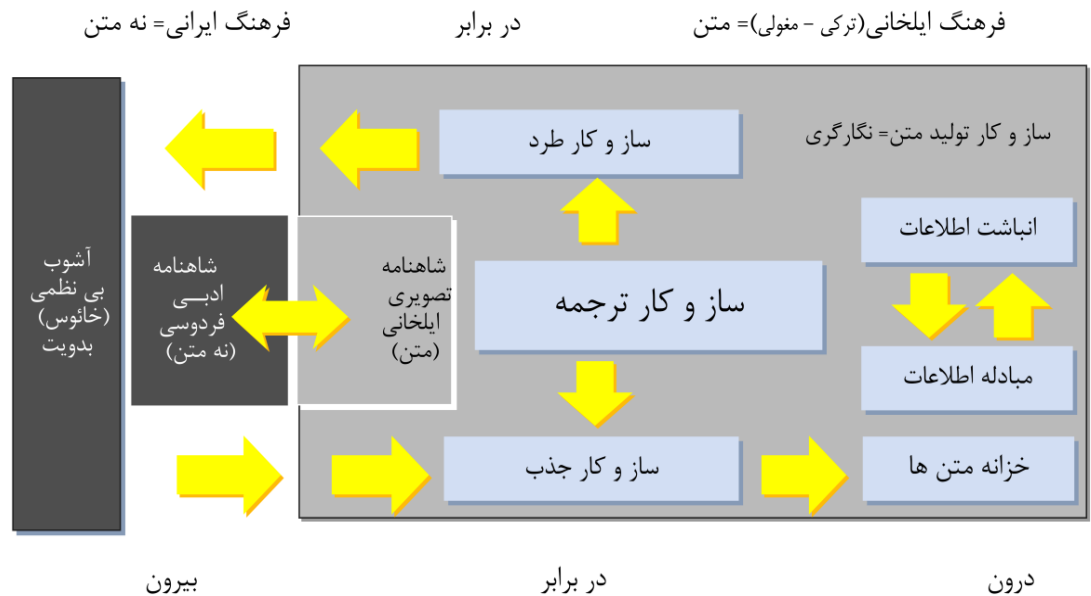 فرهنگ ایلخانی(ترکی – مغولی)= متن
در برابر
فرهنگ ایرانی= نه متن
ساز و کار تولید متن= نگارگری
ساز و کار طرد
انباشت اطلاعات
ساز و کار ترجمه
شاهنامه
تصویری
ایلخانی
(متن)
شاهنامه
ادبــی
فردوسی
(نه متن)
آشوب
بی نظمی
(خائوس)
بدویت
مبادله اطلاعات
ساز و کار جذب
خزانه متن ها
درون
در برابر
بیرون